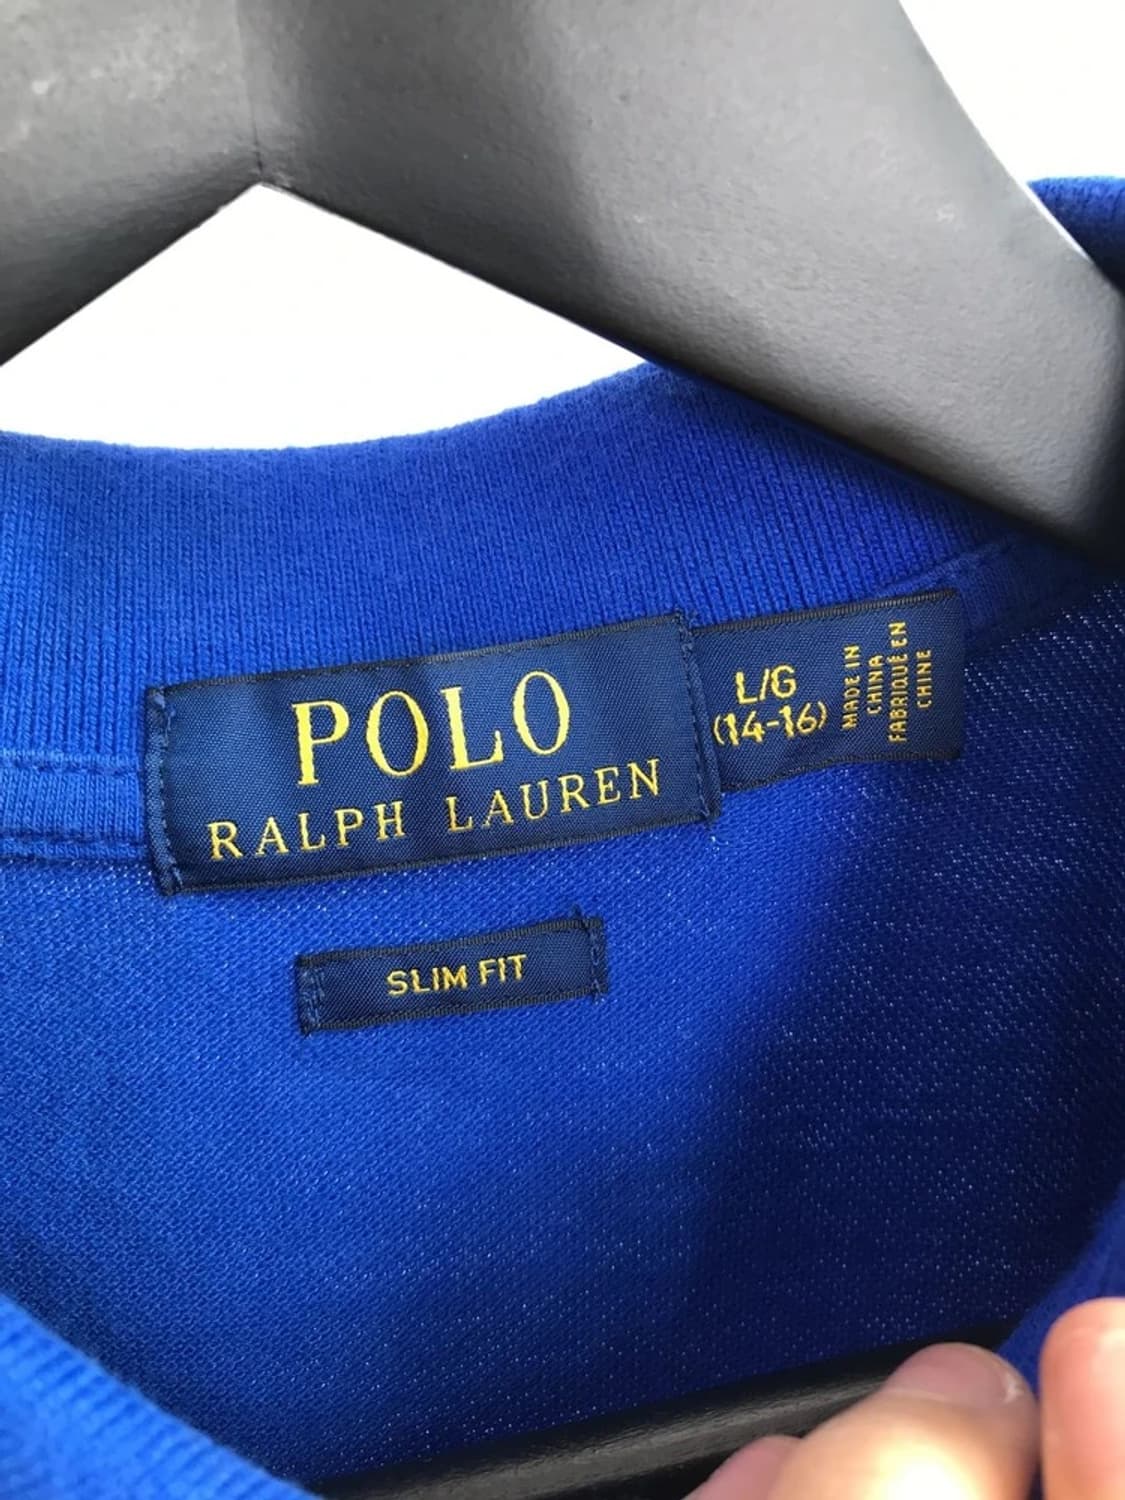 POLO
RALPH LAUREN
L/G
(14-16)
MADE IN
CHINA
FABRIQUÉ EN
CHINE
SLIM FIT